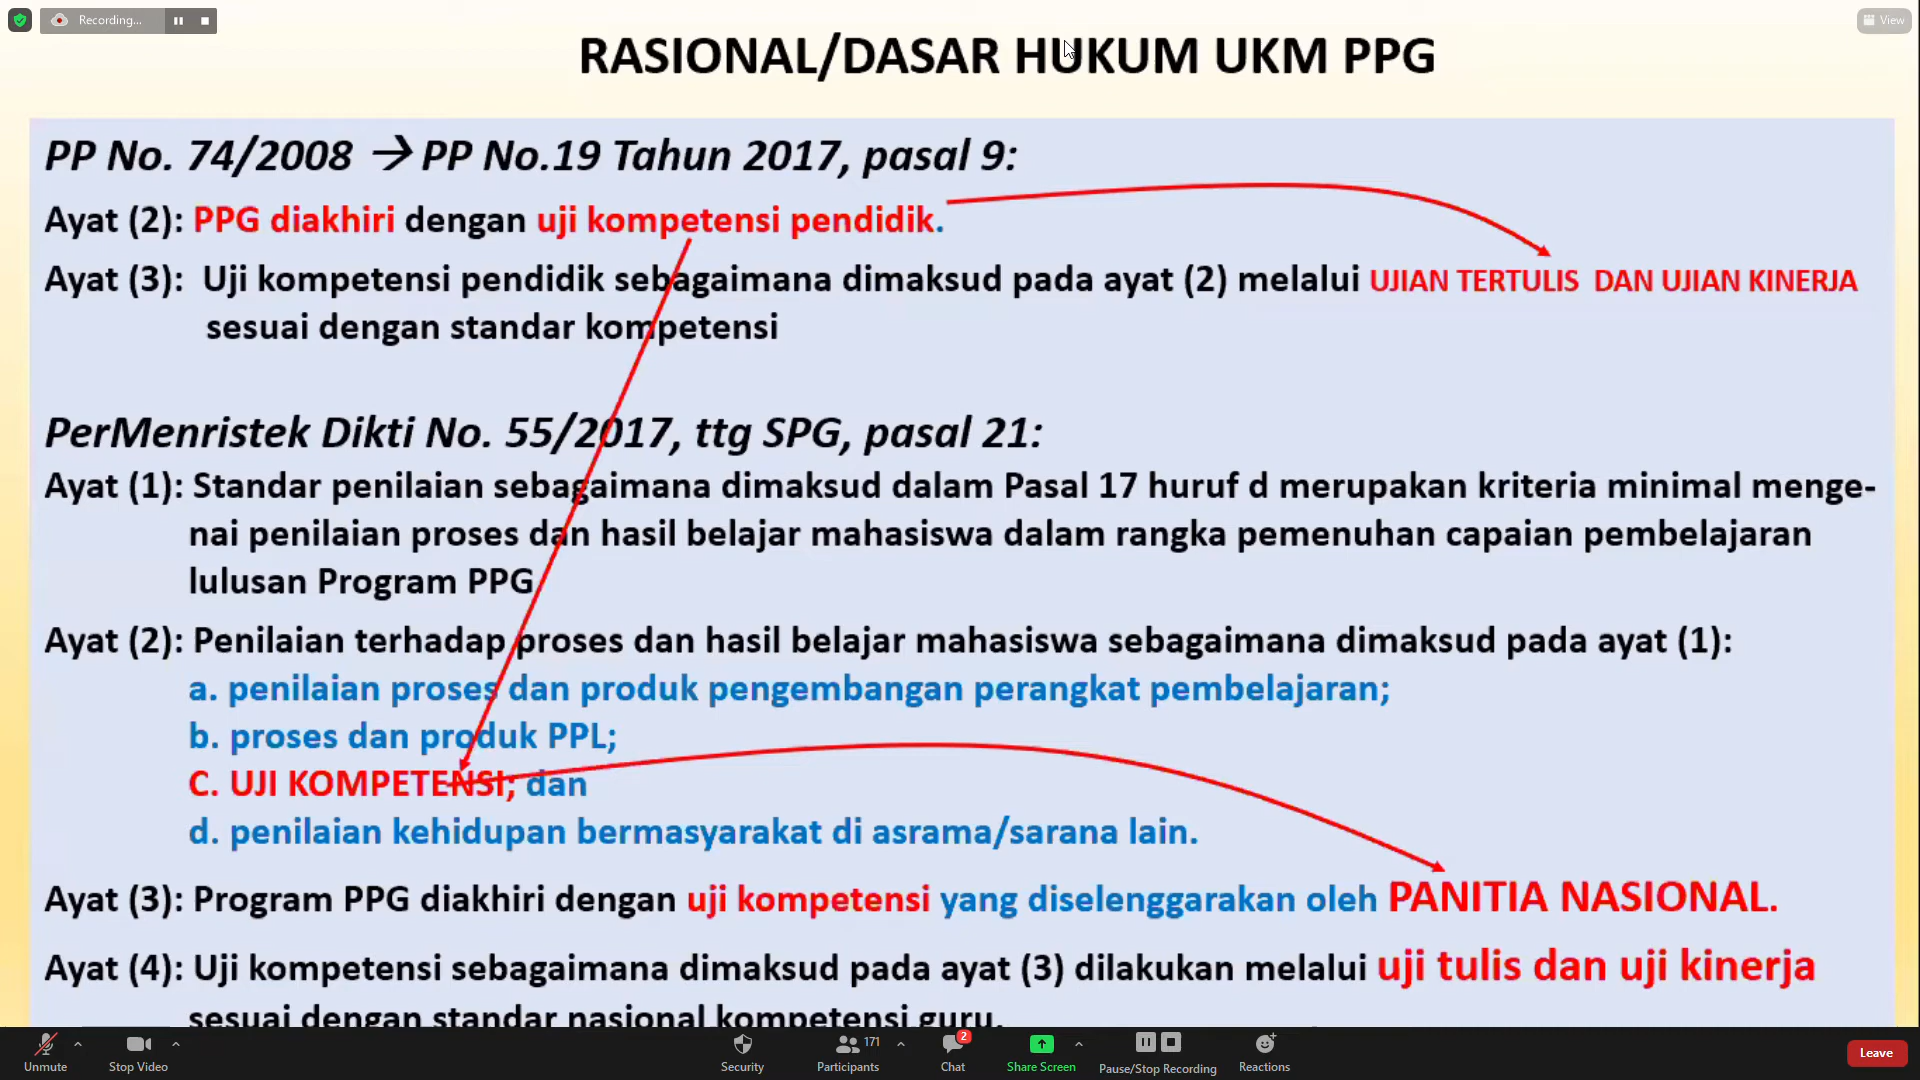 Recording...
View
RASIONAL/DASAR HUKUM UKM PPG
PP No. 74/2008 → PP No.19 Tahun 2017, pasal 9:
Ayat (2): PPG diakhiri dengan uji kompetensi pendidik.
Ayat (3): Uji kompetensi pendidik sebagaimana dimaksud pada ayat (2) melalui UJIAN TERTULIS DAN UJIAN KINERJA
sesuai dengan standar kompetensi
PerMenristek Dikti No. 55/2017, ttg SPG, pasal 21:
Ayat (1): Standar penilaian sebagaimana dimaksud dalam Pasal 17 huruf d merupakan kriteria minimal menge-
nai penilaian proses dan hasil belajar mahasiswa dalam rangka pemenuhan capaian pembelajaran
lulusan Program PPG
Ayat (2): Penilaian terhadap proses dan hasil belajar mahasiswa sebagaimana dimaksud pada ayat (1):
a. penilaian proses dan produk pengembangan perangkat pembelajaran;
b. proses dan produk PPL;
C. UJI KOMPETENSI; dan
d. penilaian kehidupan bermasyarakat di asrama/sarana lain.
Ayat (3): Program PPG diakhiri dengan uji kompetensi yang diselenggarakan oleh PANITIA NASIONAL.
Ayat (4): Uji kompetensi sebagaimana dimaksud pada ayat (3) dilakukan melalui uji tulis dan uji kinerja
sesuai dengan standar nasional kompetensi guru.
Unmute
Stop Video
Security
Participants 171
Chat 2
Share Screen
Pause/Stop Recording
Reactions
Leave